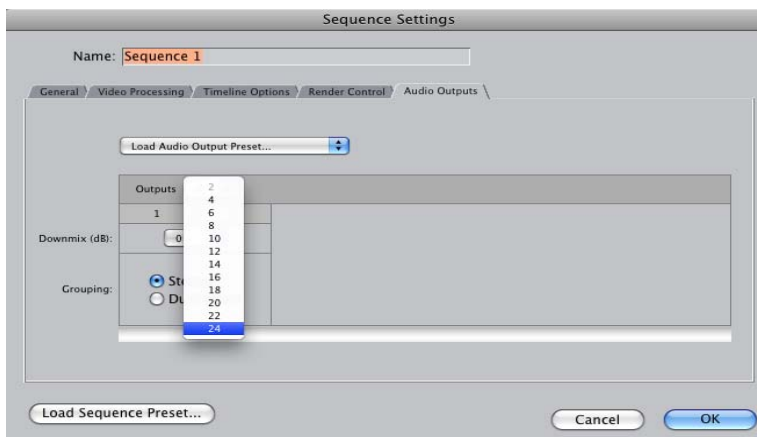 Sequence Settings
Name: Sequence 1
General Video Processing Timeline Options Render Control Audio Outputs
Load Audio Output Preset...
Outputs 2
4
1 6
8
Downmix (dB): 0 10
12
14
16
Grouping: 18
20
22
24
Load Sequence Preset... Cancel OK